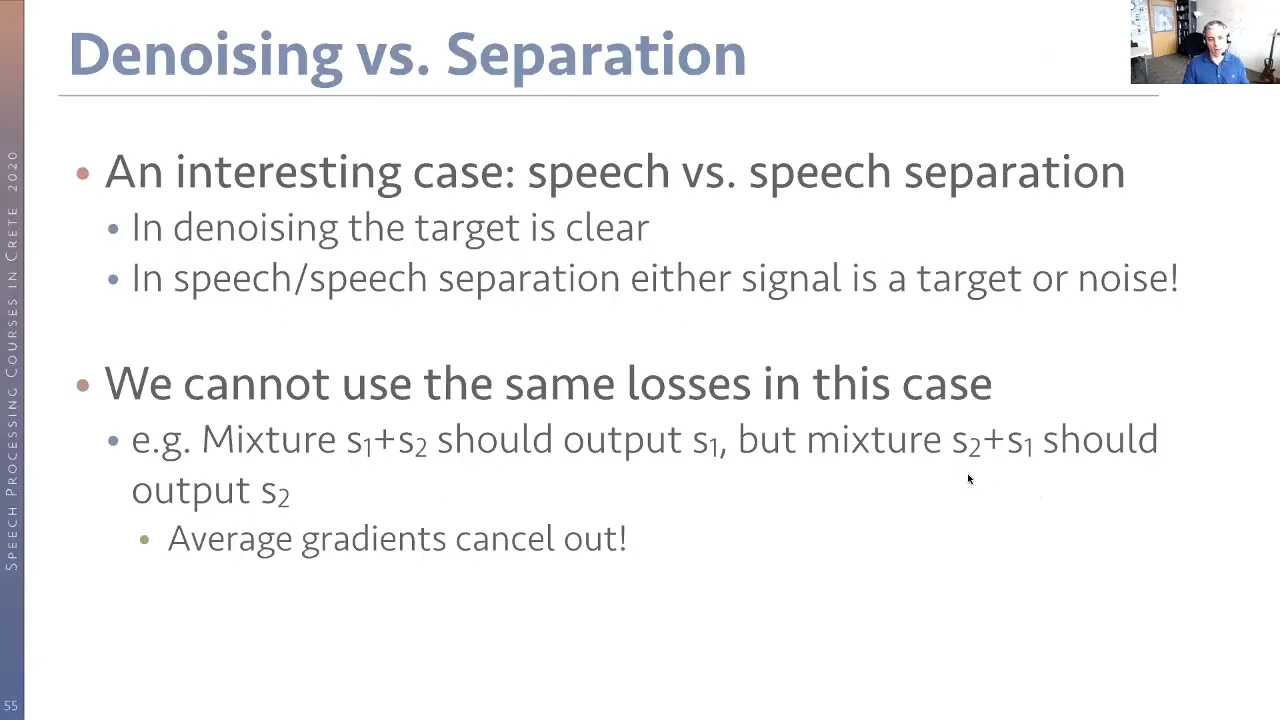 Denoising vs. Separation
• An interesting case: speech vs. speech separation
• In denoising the target is clear
• In speech/speech separation either signal is a target or noise!
• We cannot use the same losses in this case
• e.g. Mixture s₁+s₂ should output s₁, but mixture s₂+s₁ should
output s₂
• Average gradients cancel out!
SPEECH PROCESSING COURSES IN CRETE 2020
55